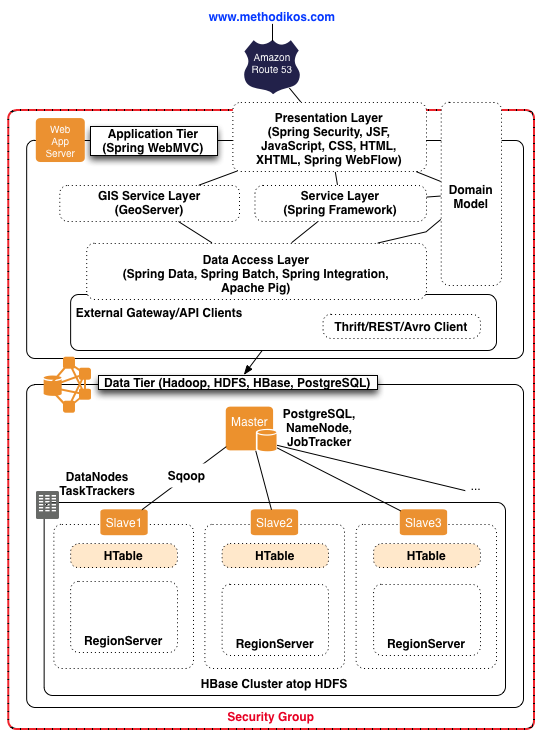 www.methodikos.com
Amazon
Route 53
Presentation Layer
(Spring Security, JSF,
JavaScript, CSS, HTML,
XHTML, Spring WebFlow)
Web
App
Server
Application Tier
(Spring WebMVC)
Domain
Model
GIS Service Layer
(GeoServer)
Service Layer
(Spring Framework)
Data Access Layer
(Spring Data, Spring Batch, Spring Integration,
Apache Pig)
External Gateway/API Clients
Thrift/REST/Avro Client
Data Tier (Hadoop, HDFS, HBase, PostgreSQL)
Master
PostgreSQL,
NameNode,
JobTracker
Sqoop
DataNodes
TaskTrackers
...
Slave1
Slave2
Slave3
HTable
HTable
HTable
RegionServer
RegionServer
RegionServer
HBase Cluster atop HDFS
Security Group